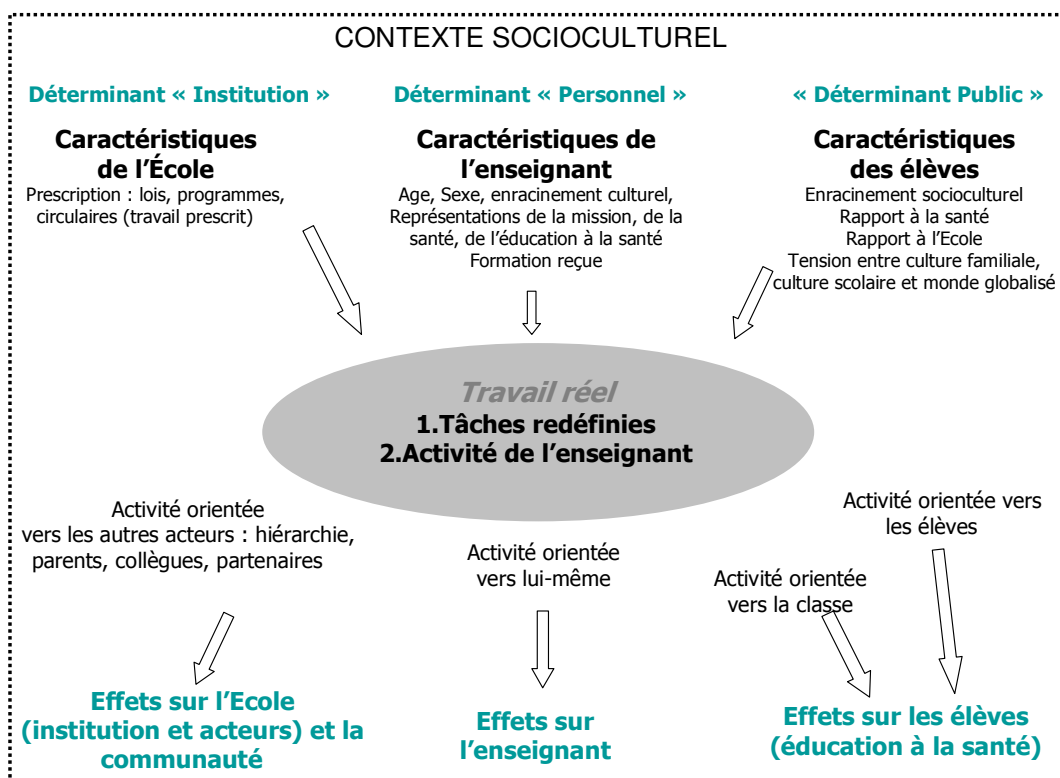 CONTEXTE SOCIOCULTUREL
Déterminant « Institution »
Caractéristiques
de l'École
Prescription : lois, programmes,
circulaires (travail prescrit)
Déterminant « Personnel »
Caractéristiques de
l'enseignant
Age, Sexe, enracinement culturel,
Représentations de la mission, de la
santé, de l'éducation à la santé
Formation reçue
« Déterminant Public »
Caractéristiques
des élèves
Enracinement socioculturel
Rapport à la santé
Rapport à l'Ecole
Tension entre culture familiale,
culture scolaire et monde globalisé
Travail réel
1.Tâches redéfinies
2.Activité de l'enseignant
Activité orientée
vers les autres acteurs : hiérarchie,
parents, collègues, partenaires
Activité orientée
vers lui-même
Activité orientée
vers la classe
Activité orientée vers
les élèves
Effets sur l'Ecole
(institution et acteurs) et la
communauté
Effets sur
l'enseignant
Effets sur les élèves
(éducation à la santé)